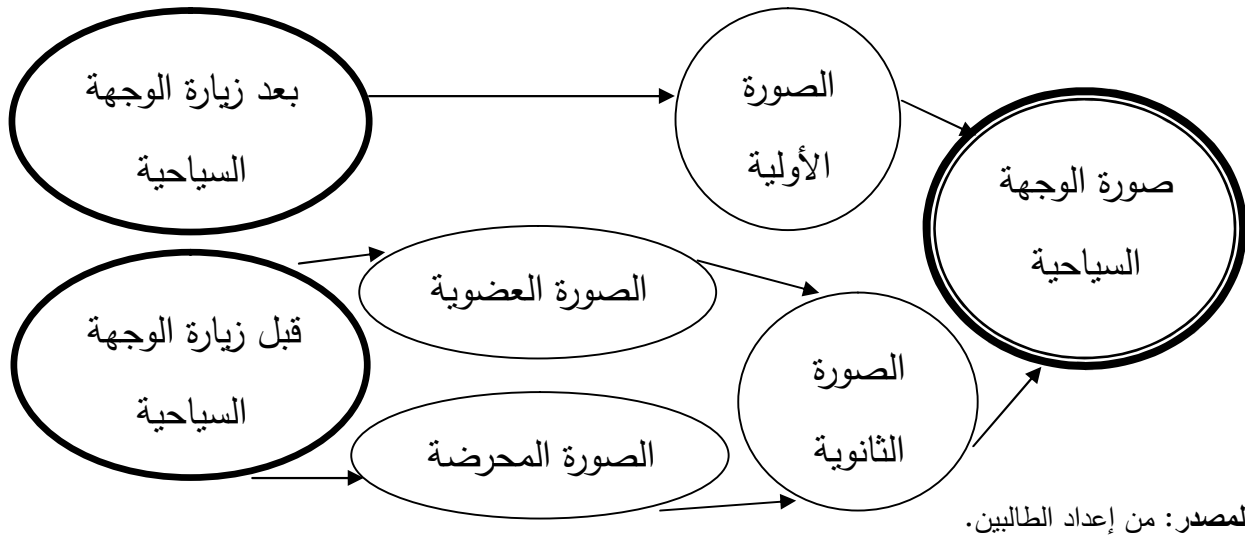 بعد زيارة الوجهة
السياحية
الصورة
الأولية
صورة الوجهة
السياحية
الصورة العضوية
قبل زيارة الوجهة
السياحية
الصورة
الثانوية
الصورة المحرضة
لمصدر: من إعداد الطالبين.